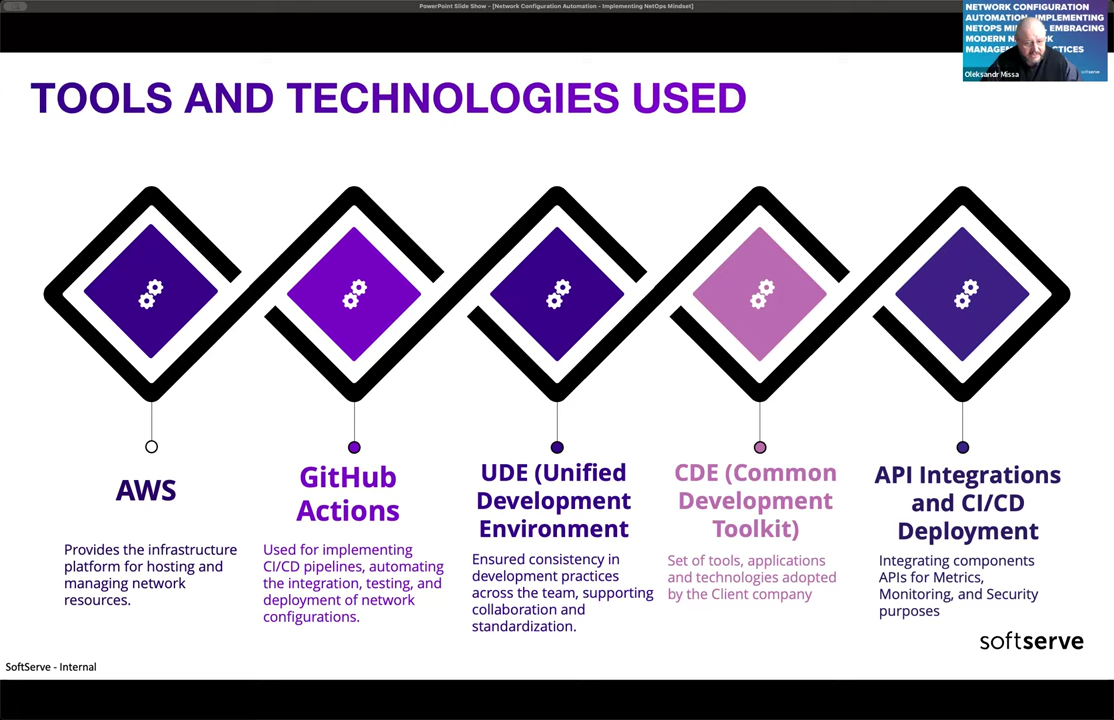 PowerPoint Slide Show - [Network Configuration Automation - Implementing NetOps Mindset]
NETWORK CONFIGURATION
AUTOMATION IMPLEMENTING
NETOPS EMBRACING
MODERN
Oleksandr Missa
softserve
TOOLS AND TECHNOLOGIES USED
AWS
Provides the infrastructure
platform for hosting and
managing network
resources.
GitHub
Actions
Used for implementing
CI/CD pipelines, automating
the integration, testing, and
deployment of network
configurations.
UDE (Unified
Development
Environment
Ensured consistency in
development practices
across the team, supporting
collaboration and
standardization.
CDE (Common
Development
Toolkit)
Set of tools, applications
and technologies adopted
by the Client company
API Integrations
and CI/CD
Deployment
Integrating components
APIs for Metrics,
Monitoring, and Security
purposes
softserve
SoftServe - Internal